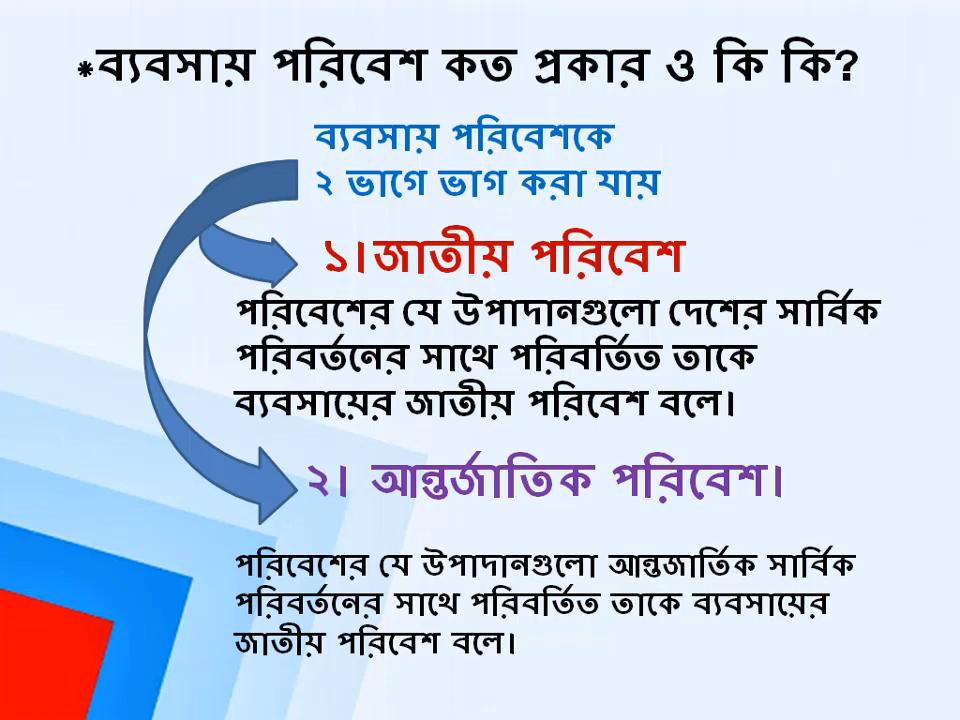 *ব্যবসায় পরিবেশ কত প্রকার ও কি কি?
ব্যবসায় পরিবেশকে
২ ভাগে ভাগ করা যায়
১।জাতীয় পরিবেশ
পরিবেশের যে উপাদানগুলো দেশের সার্বিক
পরিবর্তনের সাথে পরিবর্তিত তাকে
ব্যবসায়ের জাতীয় পরিবেশ বলে।
২। আন্তর্জাতিক পরিবেশ।
পরিবেশের যে উপাদানগুলো আন্তজার্তিক সার্বিক
পরিবর্তনের সাথে পরিবর্তিত তাকে ব্যবসায়ের
জাতীয় পরিবেশ বলে।